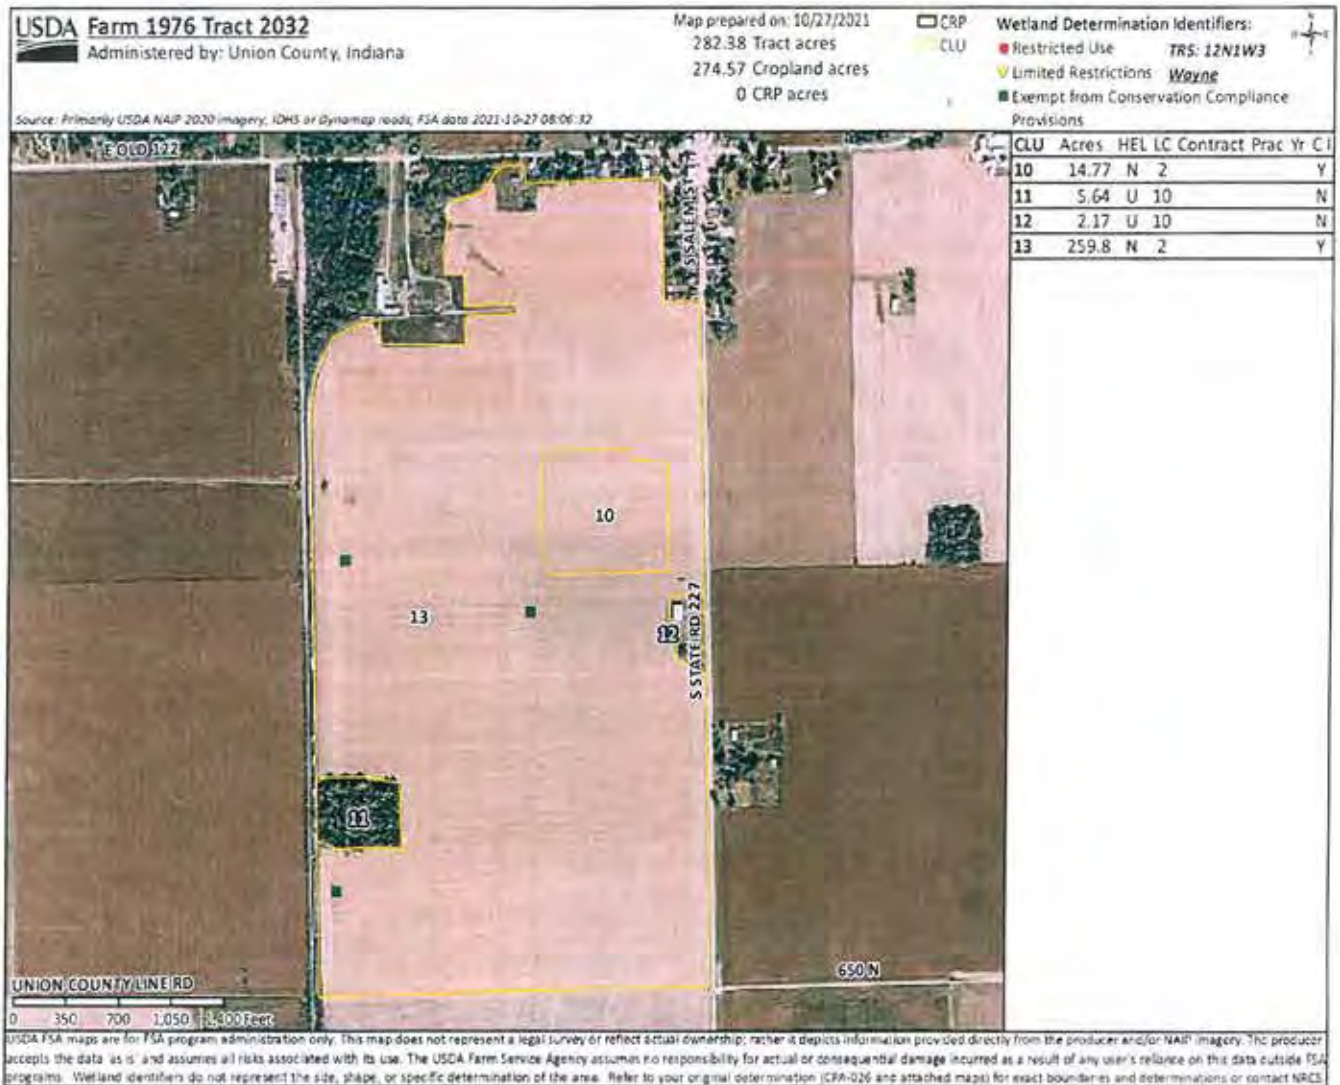 USDA Farm 1976 Tract 2032
Administered by: Union County, Indiana
Source: Primarily USDA NAIP 2020 imagery; IDHS or Dynamap roads; FSA data 2021-10-27 08:06:32
Map prepared on: 10/27/2021
282.38 Tract acres
274.57 Cropland acres
0 CRP acres
CRP
CLU
Wetland Determination Identifiers:
Restricted Use
Limited Restrictions
Exempt from Conservation Compliance
Provisions
TRS: 12N1W3
Wayne
CLU Acres HEL LC Contract Prac Yr C I
10 14.77 N 2 Y
11 5.64 U 10 N
12 2.17 U 10 N
13 259.8 N 2 Y
E OLD 122
S SALEM ST
10
13
12
S STATE RD 227
11
650 N
UNION COUNTY LINE RD
0 350 700 1,050 1,400 Feet
USDA FSA maps are for FSA program administration only. This map does not represent a legal survey or reflect actual ownership; rather it depicts information provided directly from the producer and/or NAIP imagery. The producer
accepts the data 'as is' and assumes all risks associated with its use. The USDA Farm Service Agency assumes no responsibility for actual or consequential damage incurred as a result of any user's reliance on this data outside FSA
programs. Wetland identifiers do not represent the size, shape, or specific determination of the area. Refer to your original determination (CPA-026 and attached maps) for exact boundaries and determinations or contact NRCS.